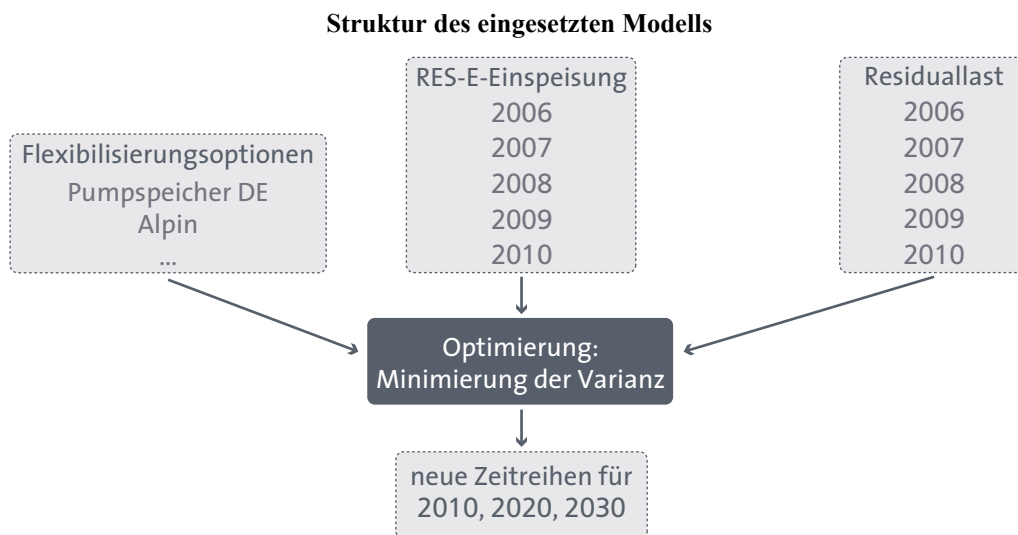 Struktur des eingesetzten Modells
Flexibilisierungsoptionen
Pumpspeicher DE
Alpin
...
RES-E-Einspeisung
2006
2007
2008
2009
2010
Residuallast
2006
2007
2008
2009
2010
Optimierung:
Minimierung der Varianz
neue Zeitreihen für
2010, 2020, 2030